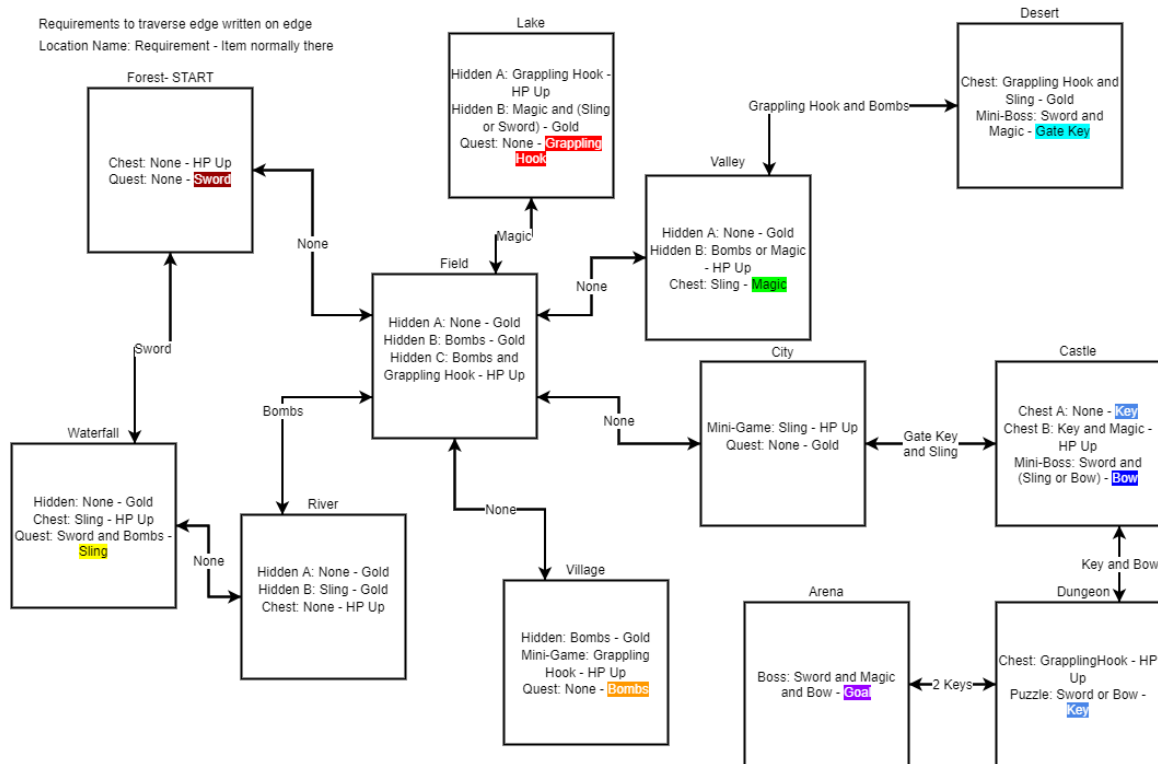 Requirements to traverse edge written on edge
Location Name: Requirement - Item normally there
Forest- START
Chest: None - HP Up
Quest: None - Sword
Lake
Hidden A: Grappling Hook -
HP Up
Hidden B: Magic and (Sling
or Sword) - Gold
Quest: None - Grappling
Hook
Desert
Chest: Grappling Hook and
Sling - Gold
Mini-Boss: Sword and
Magic - Gate Key
Grappling Hook and Bombs
Valley
Hidden A: None - Gold
Hidden B: Bombs or Magic
- HP Up
Chest: Sling - Magic
None
Magic
None
Field
Hidden A: None - Gold
Hidden B: Bombs - Gold
Hidden C: Bombs and
Grappling Hook - HP Up
Sword
Bombs
None
None
City
Mini-Game: Sling - HP Up
Quest: None - Gold
Gate Key
and Sling
Castle
Chest A: None - Key
Chest B: Key and Magic -
HP Up
Mini-Boss: Sword and
(Sling or Bow) - Bow
Waterfall
Hidden: None - Gold
Chest: Sling - HP Up
Quest: Sword and Bombs -
Sling
None
River
Hidden A: None - Gold
Hidden B: Sling - Gold
Chest: None - HP Up
Village
Hidden: Bombs - Gold
Mini-Game: Grappling
Hook - HP Up
Quest: None - Bombs
Key and Bow
Arena
Boss: Sword and Magic
and Bow - Goal
2 Keys
Dungeon
Chest: GrapplingHook - HP
Up
Puzzle: Sword or Bow -
Key